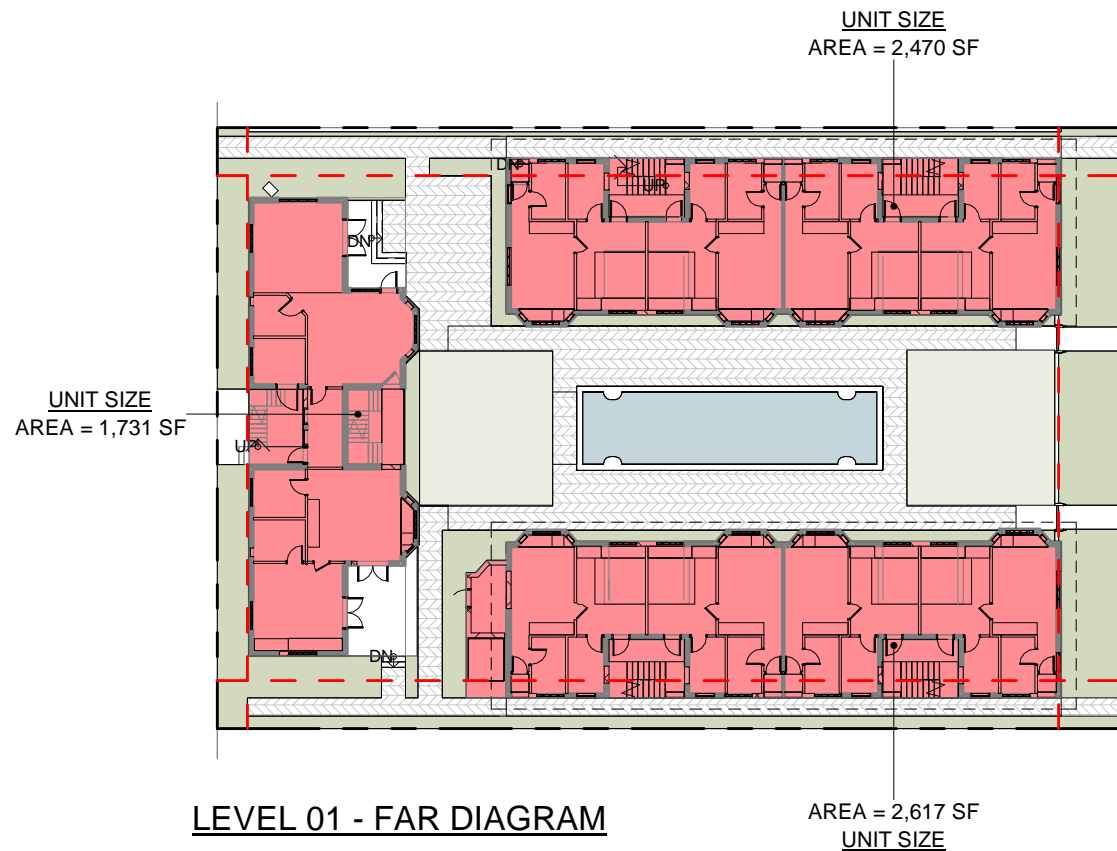 UNIT SIZE
AREA = 2,470 SF
DN
UP
DN
UNIT SIZE
AREA = 1,731 SF
UP
DN
LEVEL 01 - FAR DIAGRAM
AREA = 2,617 SF
UNIT SIZE